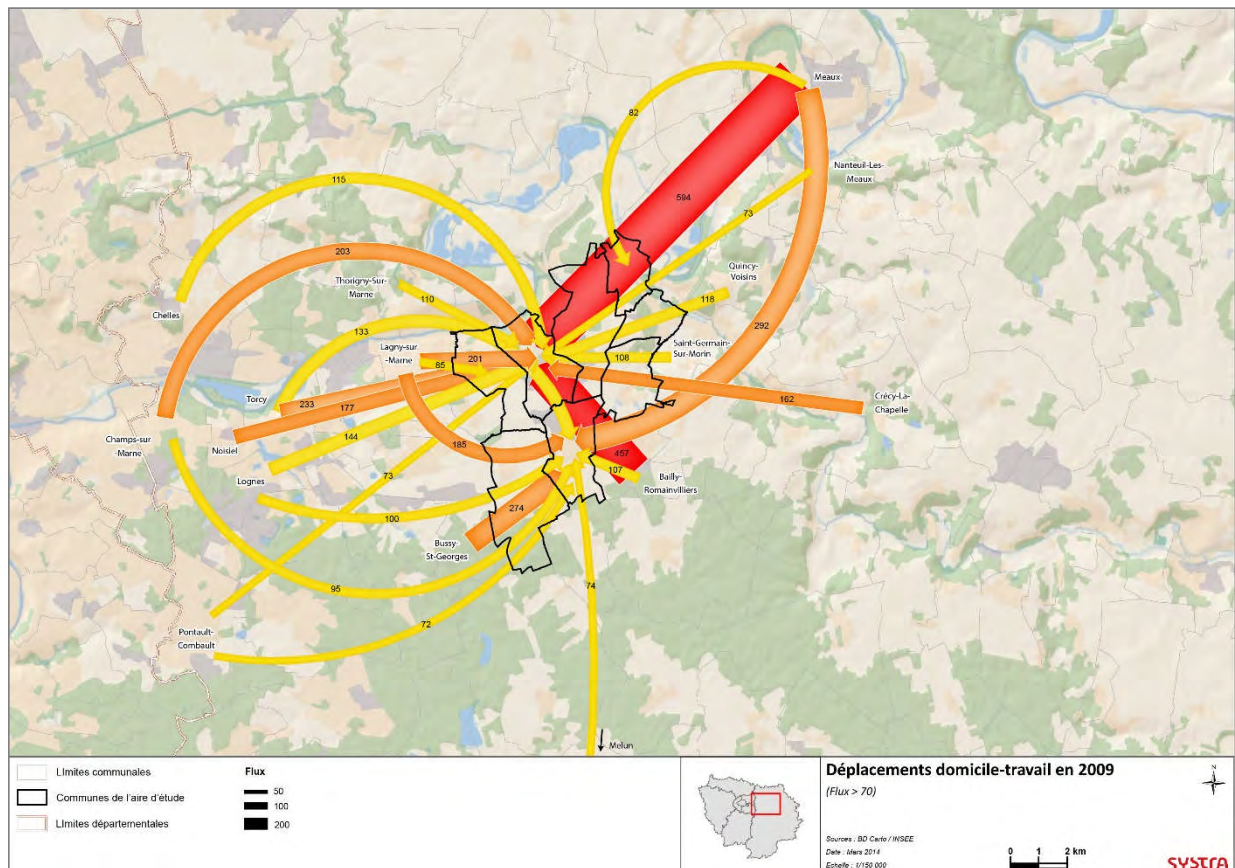 Meaux
82
Nanteuil-Les-
Meaux
594
73
115
203
Quincy-
Voisins
Thorigny-Sur-
Marne
118
110
Chelles
292
133
Saint-Germain-
Sur-Morin
108
Lagny-sur
-Marne
201
85
Torcy
233
177
162
Crécy-La-
Chapelle
Champs-sur
-Marne
Noisiel
144
185
457
107
Bailly-
Romainvilliers
73
Lognes
100
274
Bussy-
St-Georges
95
74
72
Pontault-
Combault
Melun
LImites communales
Communes de l'aire d'étude
LImites départementales
Flux
50
100
200
Déplacements domicile-travail en 2009
(Flux > 70)
N
Sources : BD Carto / INSEE
Date : Mars 2014
Echelle : 1/150 000
0 1 2 km
SYSTRA